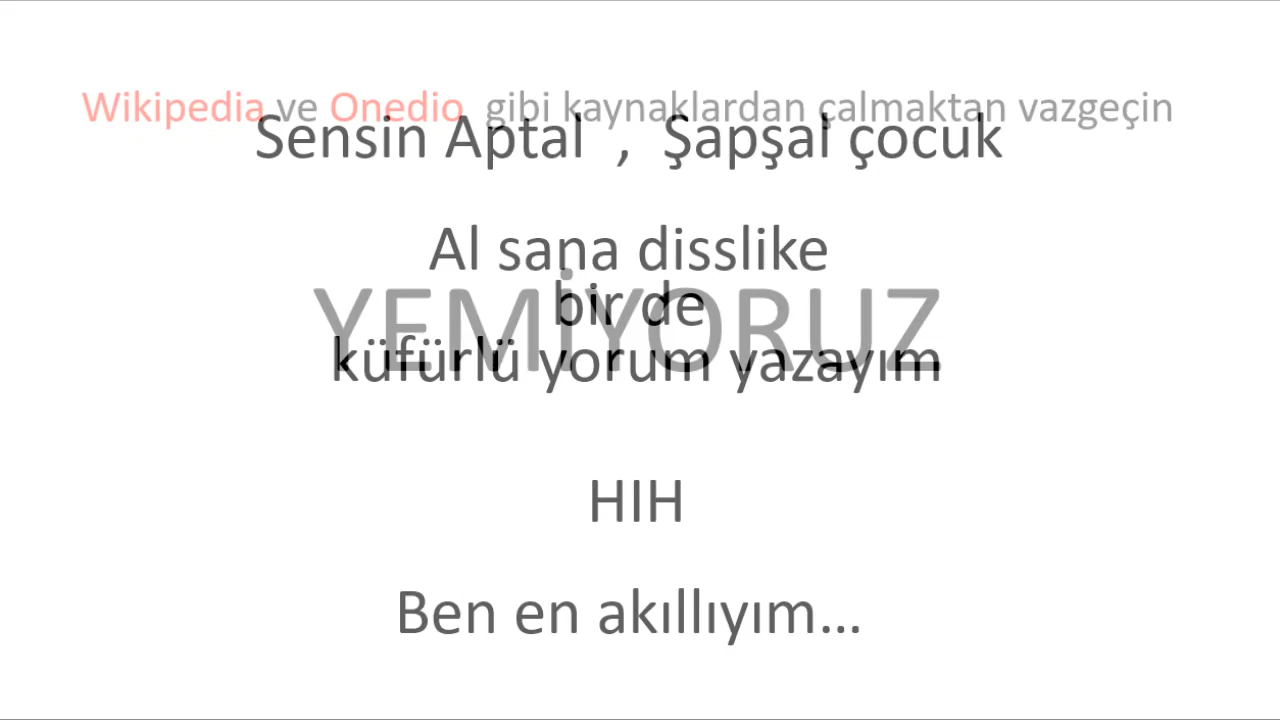 Wikipedia ve Onedio gibi kaynaklardan çalmaktan vazgeçin
Sensin Aptal , Şapşal çocuk
Al sana disslike
bir de
YEMİYORUZ
küfürlü yorum yazayım
HIH
Ben en akıllıyım...